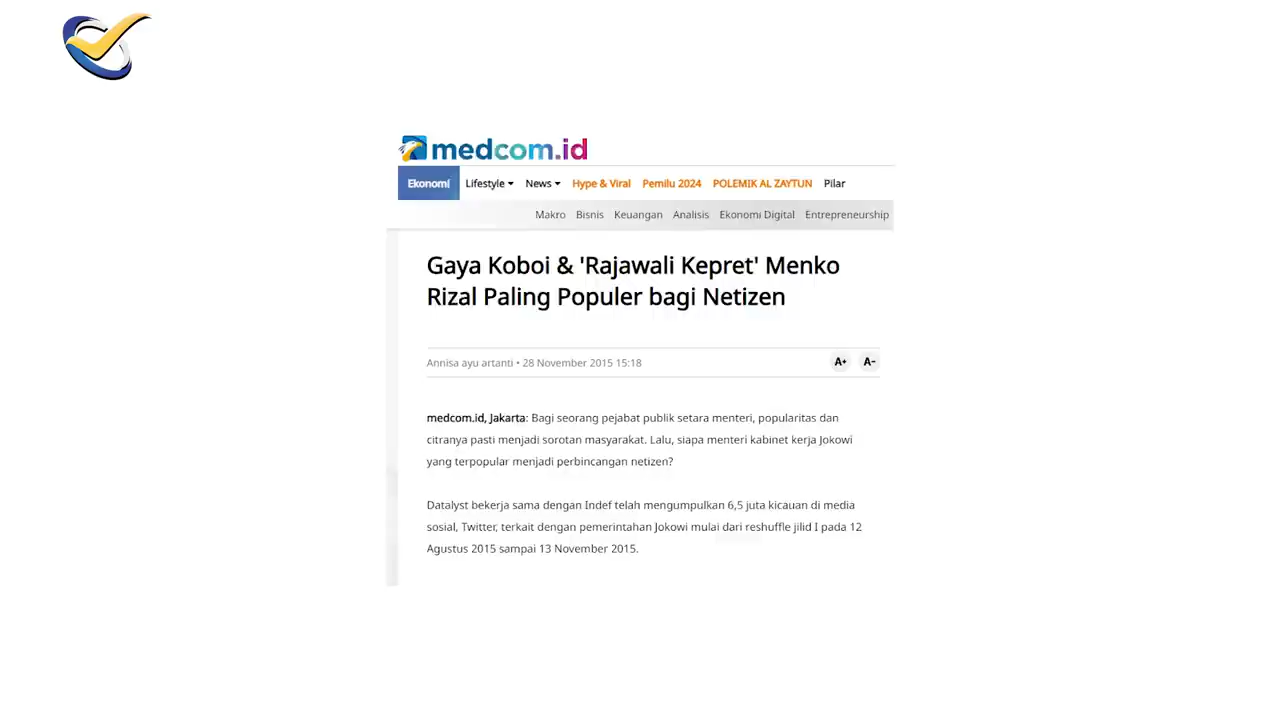 medcom.id
Ekonomi Lifestyle News Hype & Viral Pemilu 2024 POLEMIK AL ZAYTUN Pilar
Makro Bisnis Keuangan Analisis Ekonomi Digital Entrepreneurship
Gaya Koboi & 'Rajawali Kepret' Menko
Rizal Paling Populer bagi Netizen
Annisa ayu artanti • 28 November 2015 15:18 A+ A-
medcom.id, Jakarta: Bagi seorang pejabat publik setara menteri, popularitas dan
citranya pasti menjadi sorotan masyarakat. Lalu, siapa menteri kabinet kerja Jokowi
yang terpopular menjadi perbincangan netizen?
Datalyst bekerja sama dengan Indef telah mengumpulkan 6,5 juta kicauan di media
sosial, Twitter, terkait dengan pemerintahan Jokowi mulai dari reshuffle jilid I pada 12
Agustus 2015 sampai 13 November 2015.